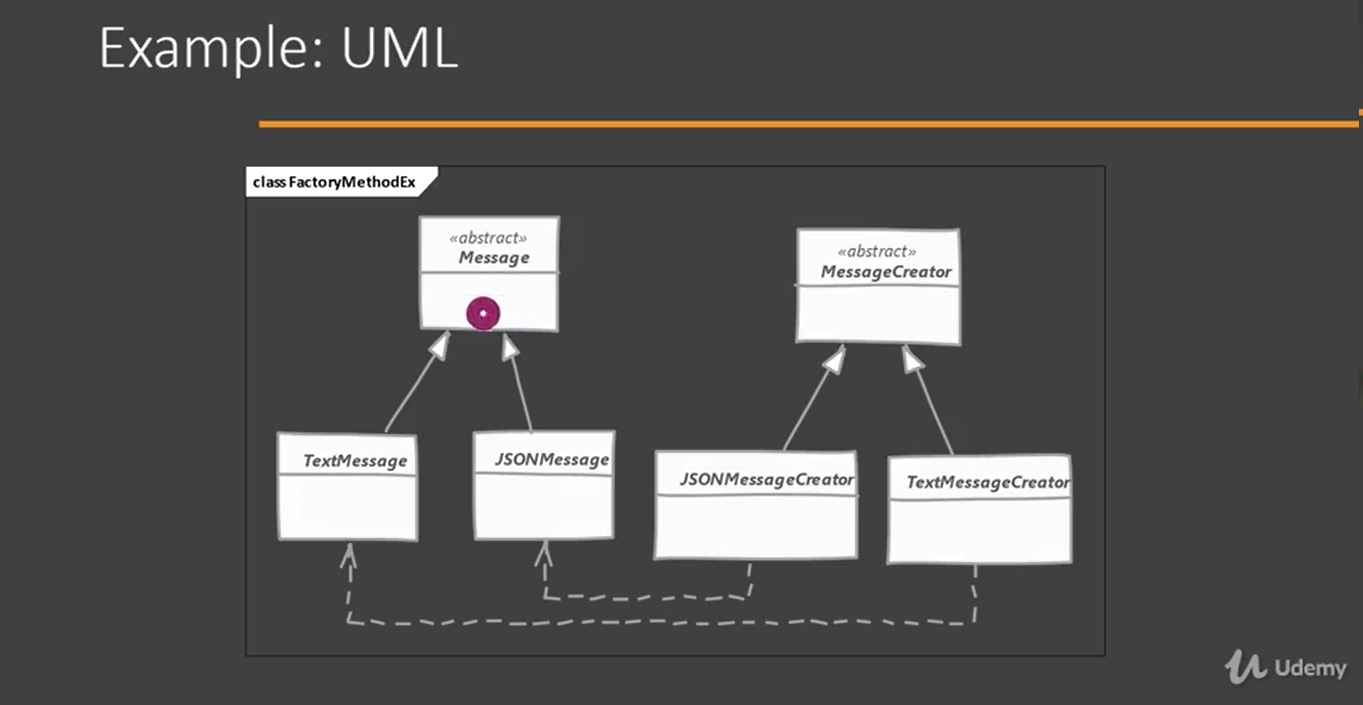 Example: UML
class FactoryMethodEx
«abstract»
Message
«abstract»
MessageCreator
TextMessage
JSONMessage
JSONMessageCreator
TextMessageCreator
Udemy